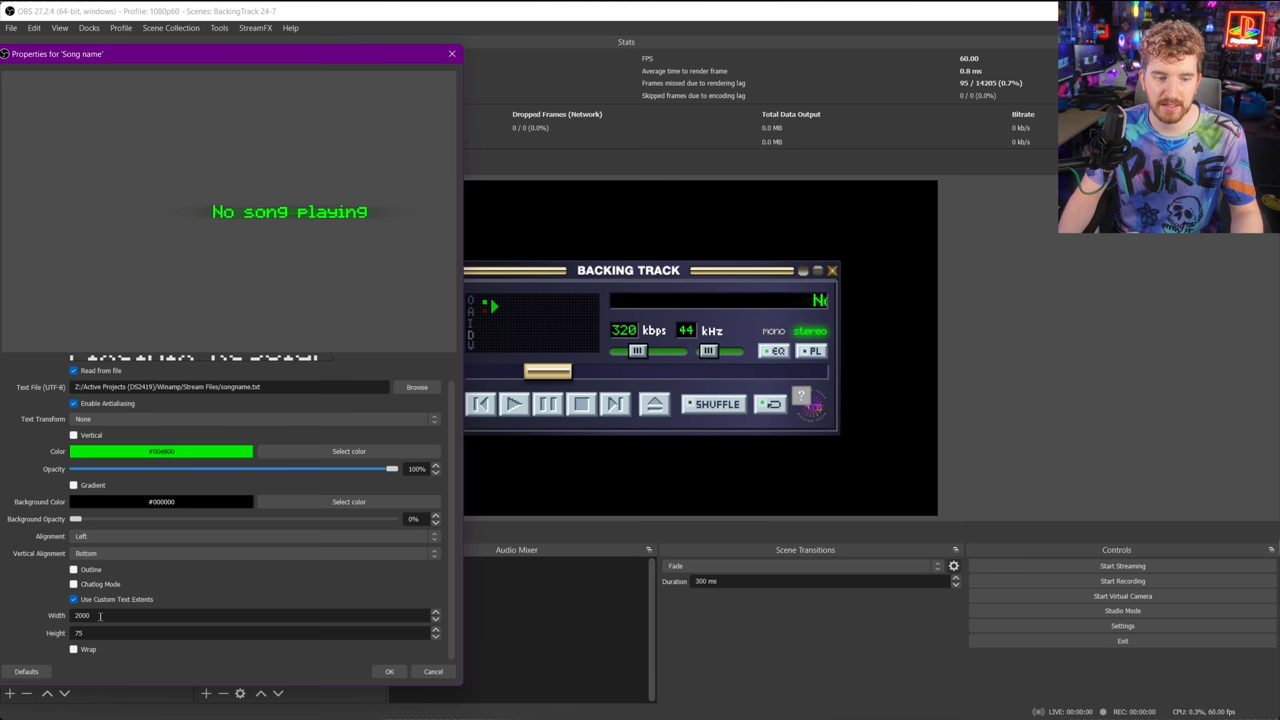 OBS 27.2.4 (64-bit, windows) - Profile: 1080p60 - Scenes: BackingTrack 24-7
File Edit View Docks Profile Scene Collection Tools StreamFX Help
Properties for 'Song name'
Stats
FPS 60.00
Average time to render frame 0.8 ms
Frames missed due to rendering lag 95 / 14205 (0.7%)
Skipped frames due to encoding lag 0 / 0 (0.0%)
Dropped Frames (Network) Total Data Output Bitrate
0 / 0 (0.0%) 0.0 MB 0 kb/s
0.0 MB 0 kb/s
No song playing
BACKING TRACK
O
A
I
D
V
No
320 kbps 44 kHz mono stereo
EQ PL
SHUFFLE
?
Read from file
Text File (UTF-8) Z:/Active Projects (DS2419)/Winamp/Stream Files/songname.txt Browse
Enable Antialiasing
Text Transform None
Vertical
Color #00e800 Select color
Opacity 100%
Gradient
Background Color #000000 Select color
Background Opacity 0%
Alignment Left
Vertical Alignment Bottom
Outline
Chatlog Mode
Use Custom Text Extents
Width 2000
Height 75
Wrap
Defaults OK Cancel
Audio Mixer
Scene Transitions
Fade
Duration 300 ms
Controls
Start Streaming
Start Recording
Start Virtual Camera
Studio Mode
Settings
Exit
LIVE: 00:00:00 REC: 00:00:00 CPU: 0.3%, 60.00 fps